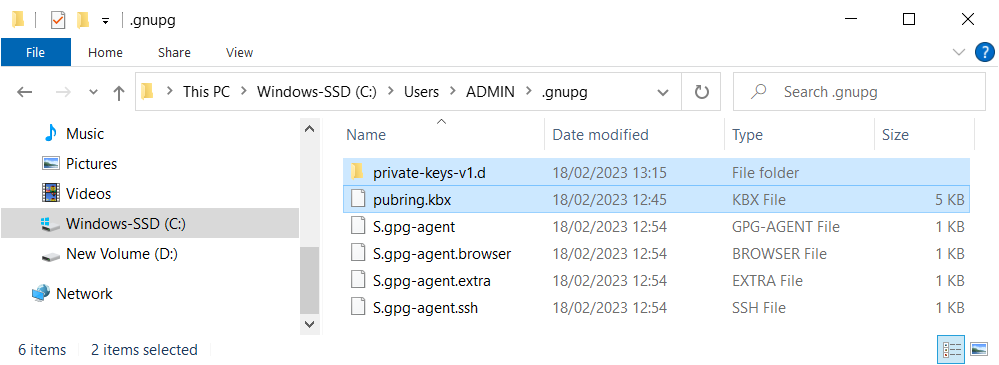 .gnupg
File Home Share View
This PC Windows-SSD (C:) Users ADMIN .gnupg Search .gnupg
Name Date modified Type Size
Music
Pictures
Videos
Windows-SSD (C:)
New Volume (D:)
Network
private-keys-v1.d 18/02/2023 13:15 File folder
pubring.kbx 18/02/2023 12:45 KBX File 5 KB
S.gpg-agent 18/02/2023 12:54 GPG-AGENT File 1 KB
S.gpg-agent.browser 18/02/2023 12:54 BROWSER File 1 KB
S.gpg-agent.extra 18/02/2023 12:54 EXTRA File 1 KB
S.gpg-agent.ssh 18/02/2023 12:54 SSH File 1 KB
6 items 2 items selected